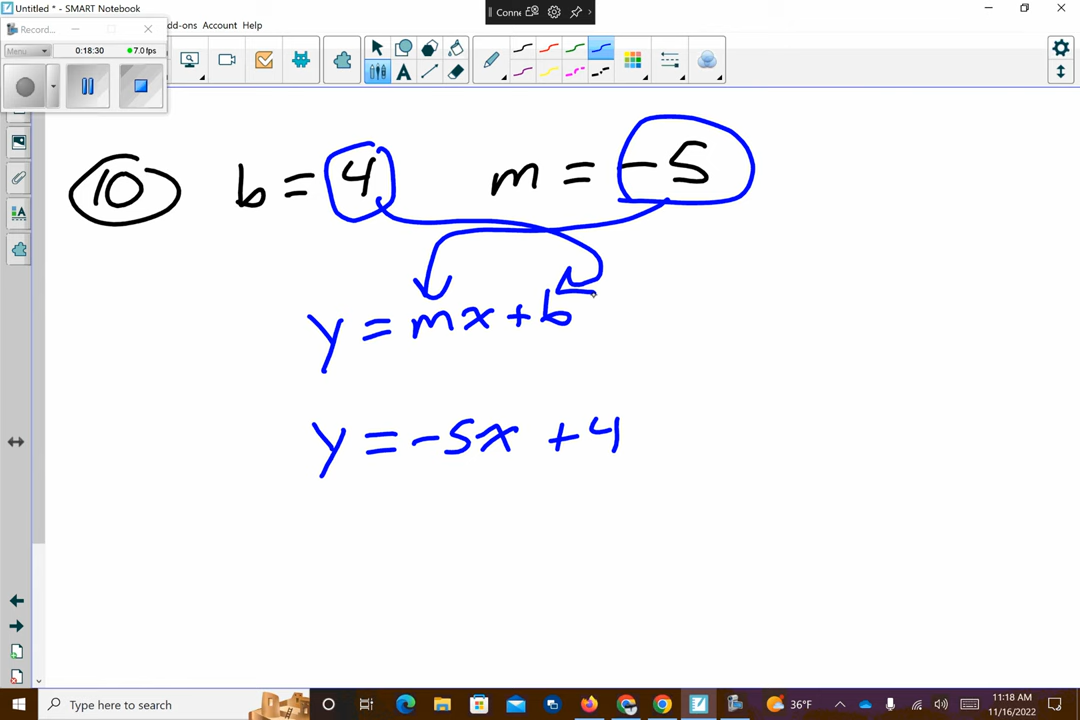 Untitled * - SMART Notebook
Conne
Record...
dd-ons Account Help
Menu
0:18:30
7.0 fps
A
A
10 b = 4 m = -5
y = mx + b
y = -5x + 4
Type here to search
36°F
11:18 AM
11/16/2022